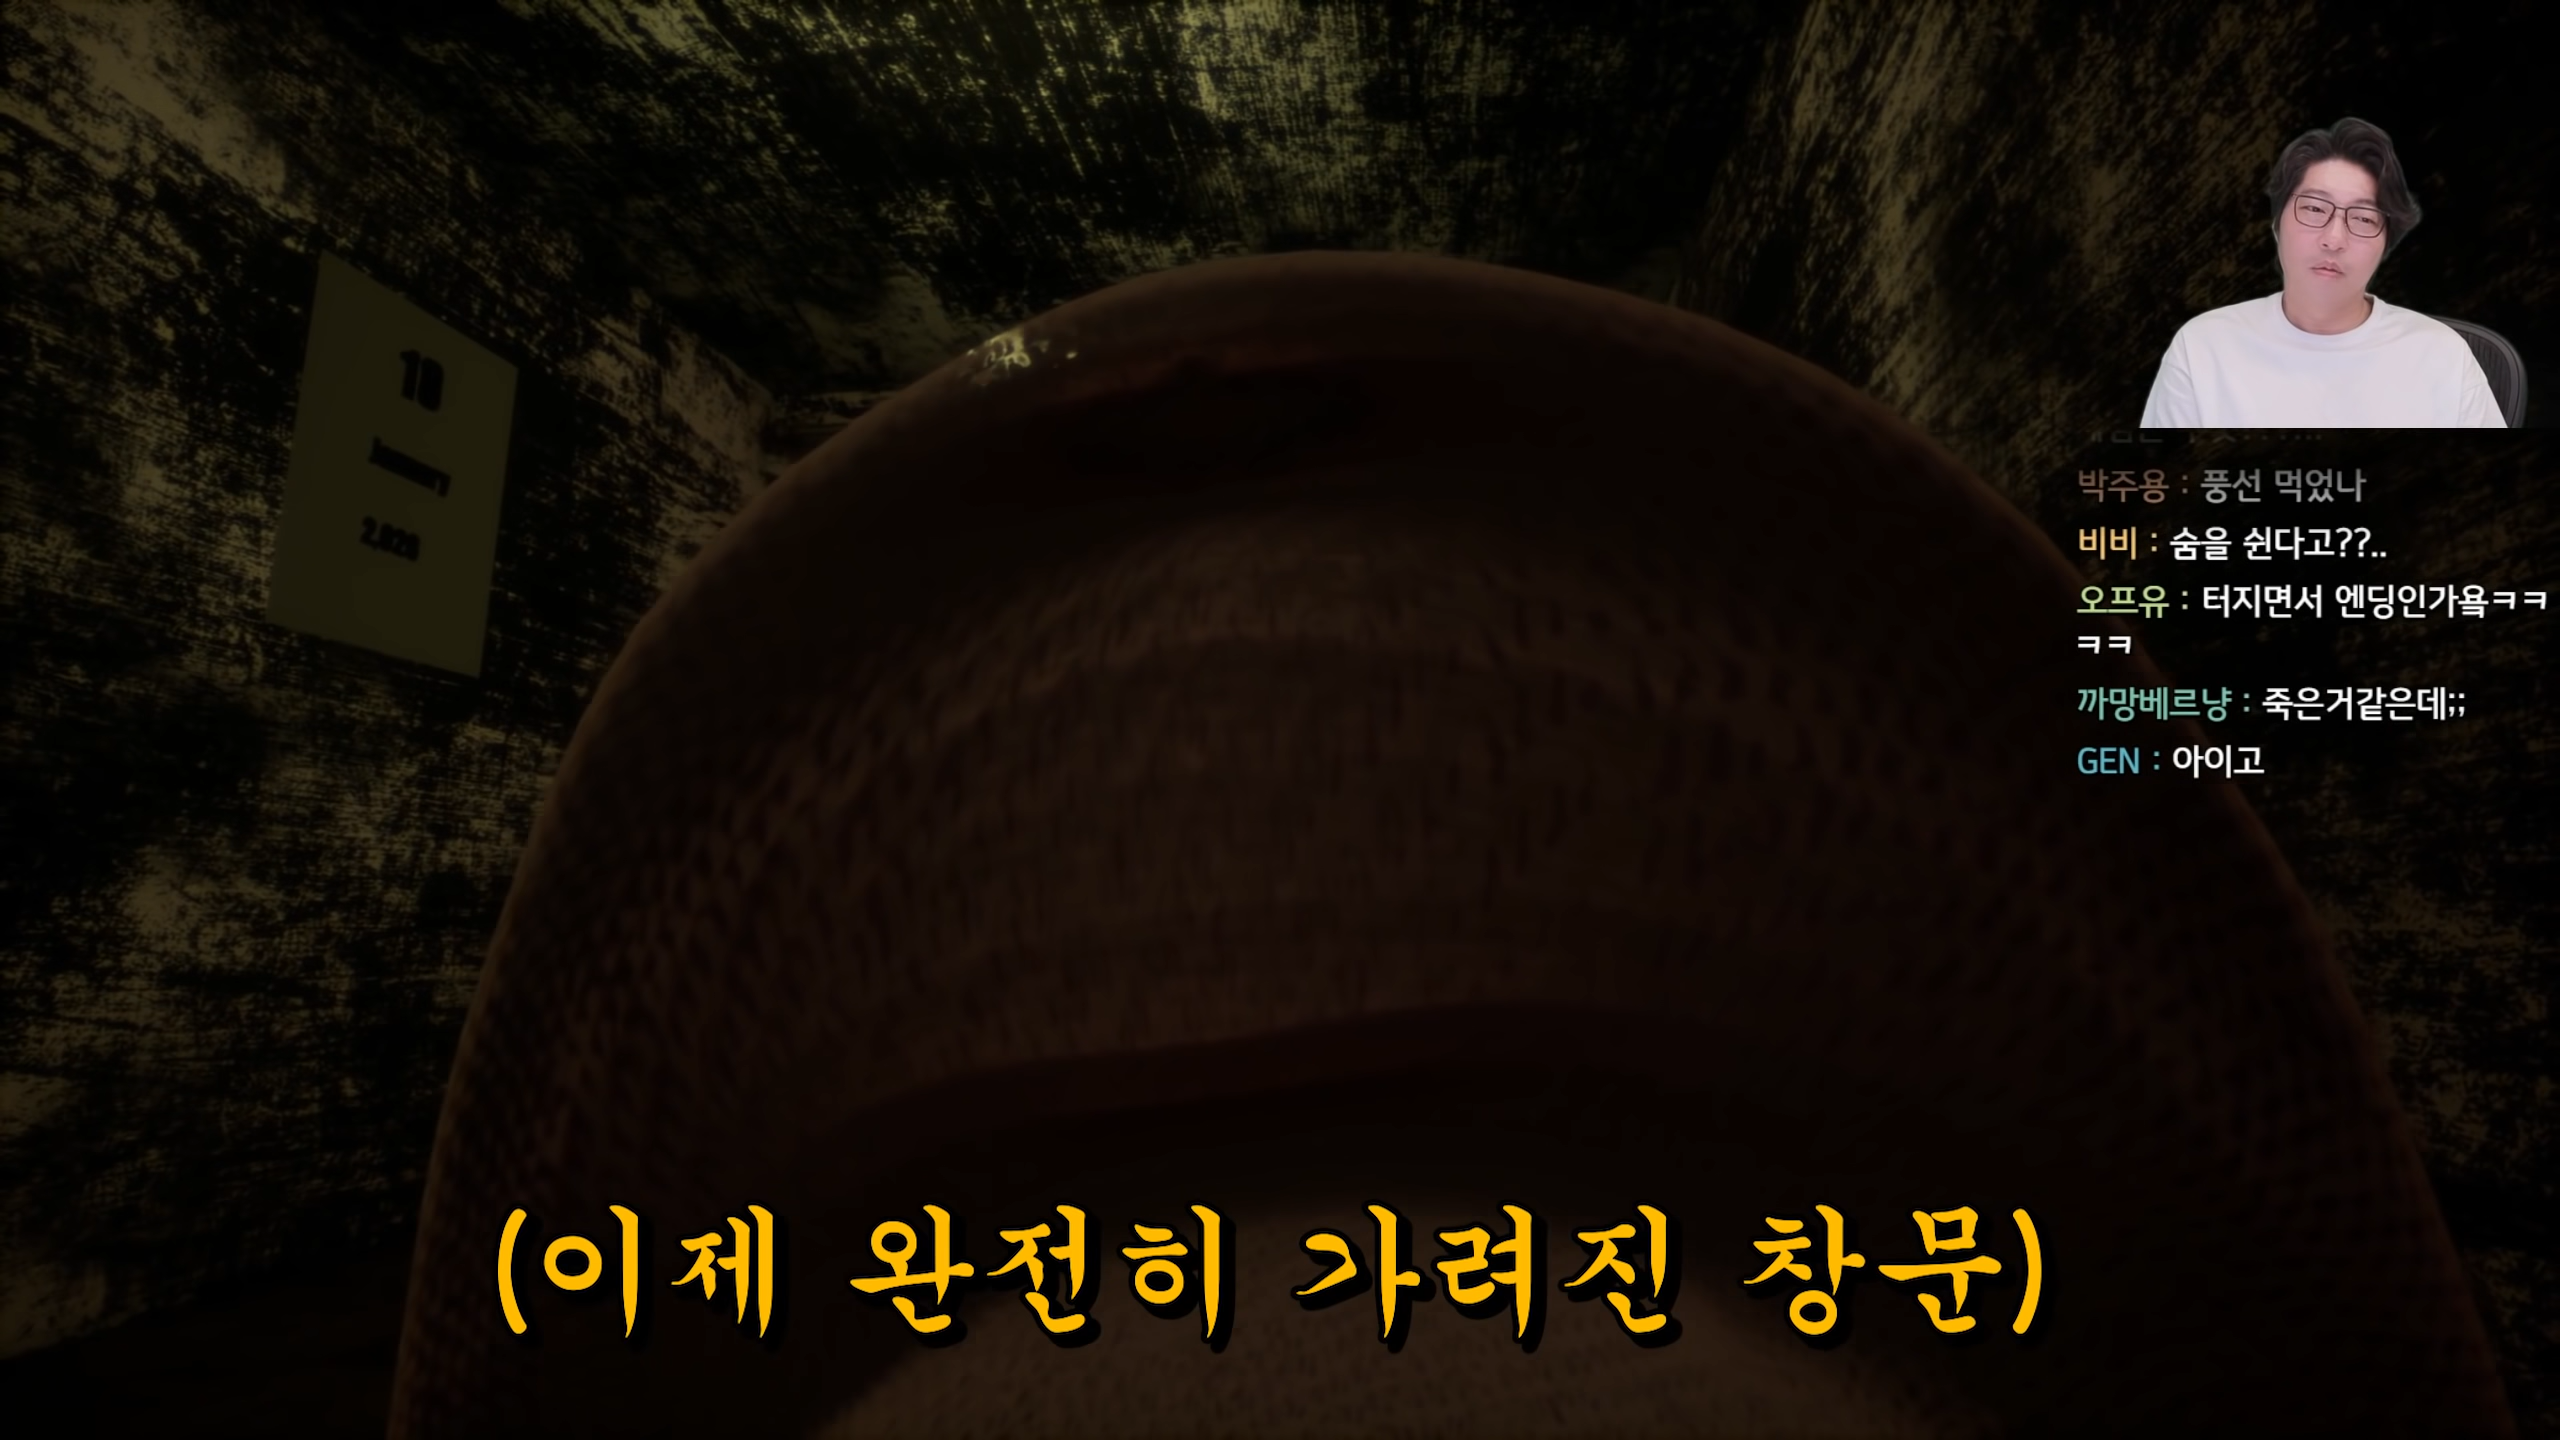 10
January
박주용 : 풍선 먹었나
비비 : 숨을 쉰다고??..
오프유 : 터지면서 엔딩인가욬ㅋㅋ
ㅋㅋ
까망베르냥 : 죽은거같은데;;
GEN : 아이고
(이제 완전히 가려진 창문)